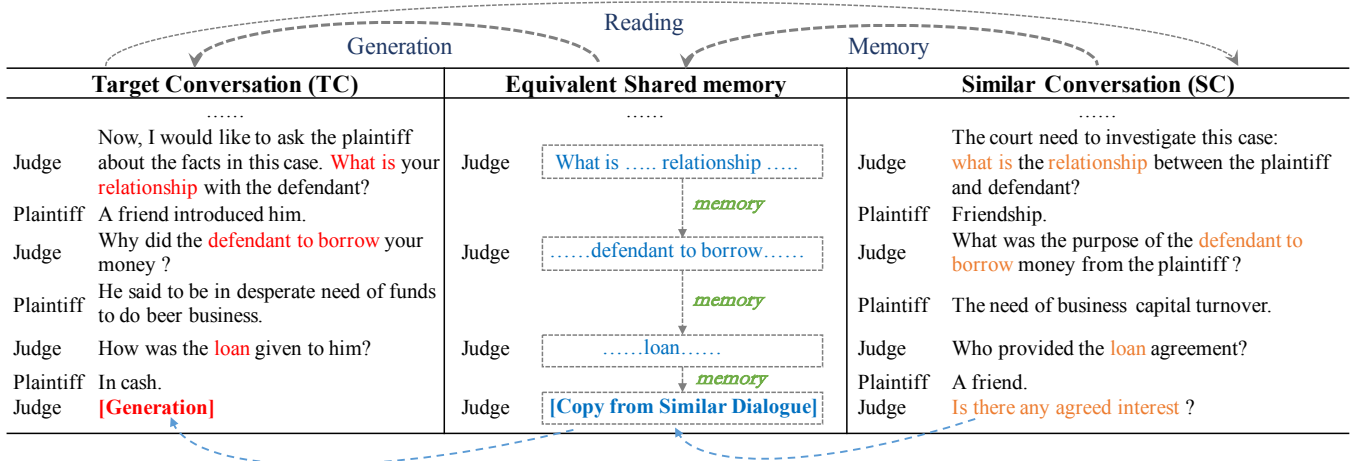 Reading
Generation
Memory
Target Conversation (TC)
Equivalent Shared memory
Similar Conversation (SC)
……
Judge
Now, I would like to ask the plaintiff
about the facts in this case. What is your
relationship with the defendant?
Plaintiff
A friend introduced him.
Judge
Why did the defendant to borrow your
money ?
Plaintiff
He said to be in desperate need of funds
to do beer business.
Judge
How was the loan given to him?
Plaintiff
In cash.
Judge
[Generation]
……
Judge
What is ….. relationship …..
memory
Judge
……defendant to borrow……
memory
Judge
……loan……
memory
Judge
[Copy from Similar Dialogue]
……
Judge
The court need to investigate this case:
what is the relationship between the plaintiff
and defendant?
Plaintiff
Friendship.
Judge
What was the purpose of the defendant to
borrow money from the plaintiff ?
Plaintiff
The need of business capital turnover.
Judge
Who provided the loan agreement?
Plaintiff
A friend.
Judge
Is there any agreed interest ?